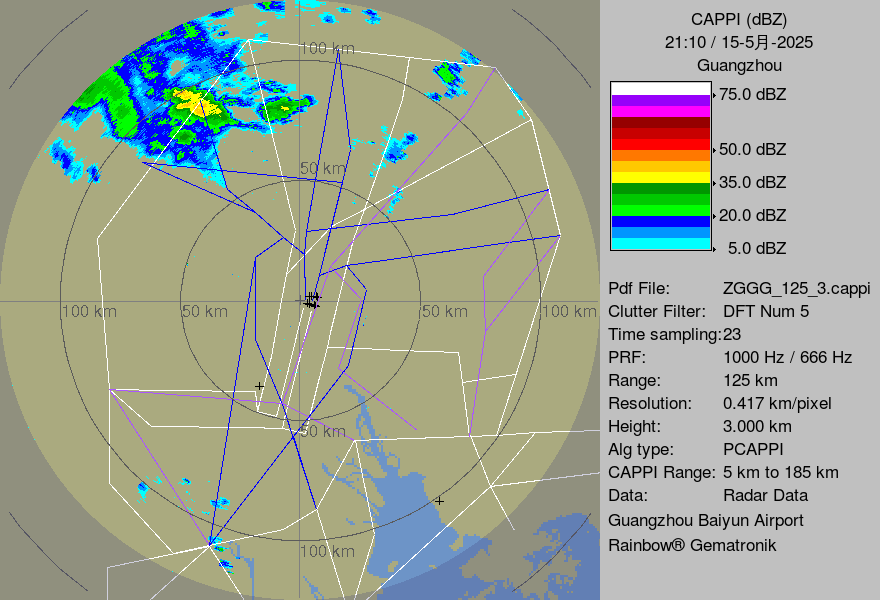 CAPPI (dBZ)
21:10 / 15-5月-2025
Guangzhou
75.0 dBZ
50.0 dBZ
35.0 dBZ
20.0 dBZ
5.0 dBZ
Pdf File: ZGGG_125_3.cappi
Clutter Filter: DFT Num 5
Time sampling:23
PRF: 1000 Hz / 666 Hz
Range: 125 km
Resolution: 0.417 km/pixel
Height: 3.000 km
Alg type: PCAPPI
CAPPI Range: 5 km to 185 km
Data: Radar Data
Guangzhou Baiyun Airport
Rainbow® Gematronik
100 km
50 km
100 km
50 km
50 km
100 km
50 km
100 km